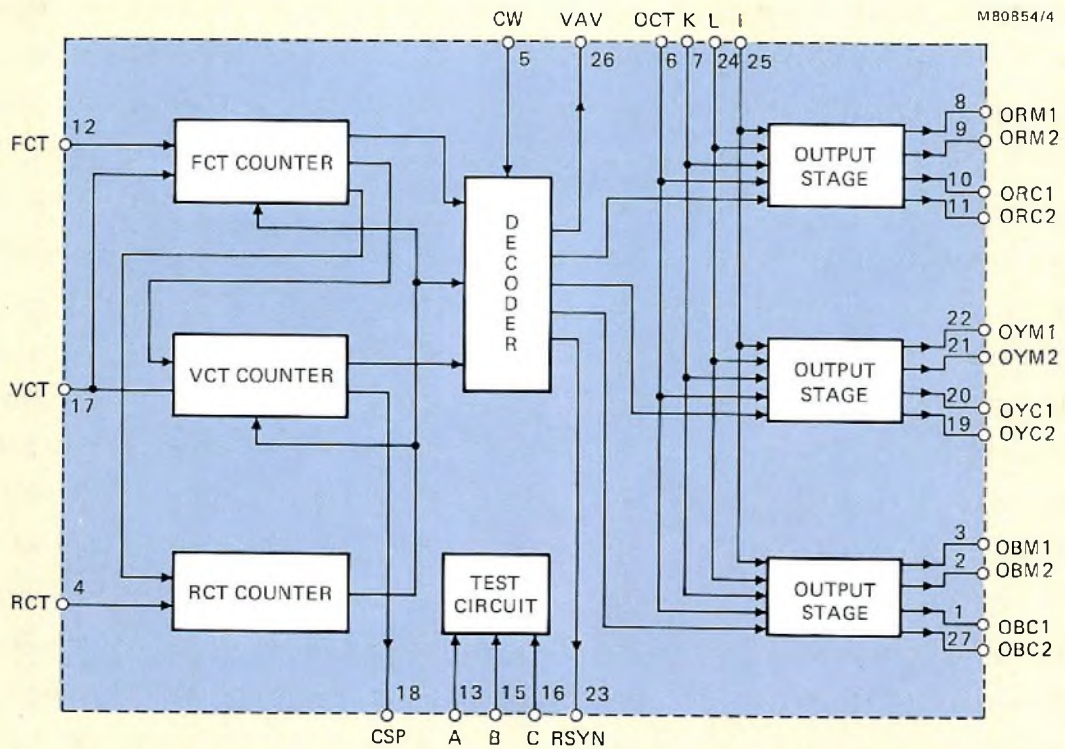 M80854/4
CW VAV OCT K L I
5 26 6 7 24 25
FCT 12
FCT COUNTER
VCT 17
VCT COUNTER
RCT 4
RCT COUNTER
DECODER
TEST CIRCUIT
OUTPUT STAGE
8 ORM1
9 ORM2
10 ORC1
11 ORC2
OUTPUT STAGE
22 OYM1
21 OYM2
20 OYC1
19 OYC2
OUTPUT STAGE
3 OBM1
2 OBM2
1 OBC1
27 OBC2
18 13 15 16 23
CSP A B C RSYN